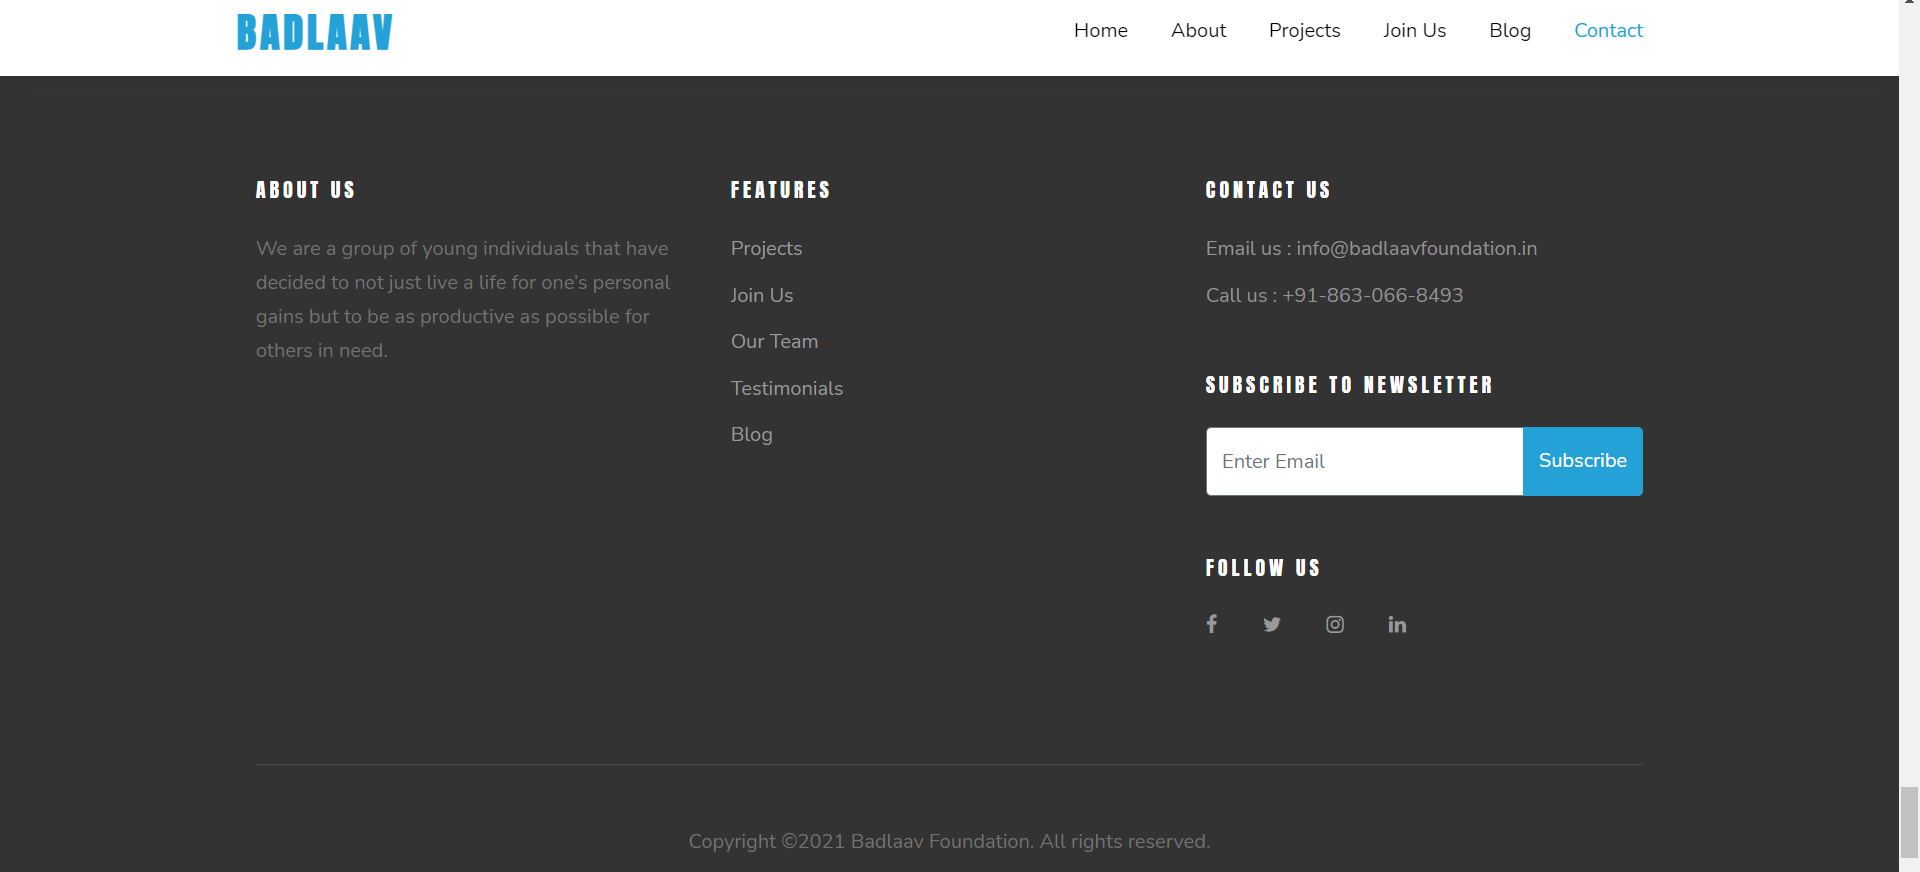 BADLAAV
Home About Projects Join Us Blog Contact
ABOUT US
We are a group of young individuals that have
decided to not just live a life for one’s personal
gains but to be as productive as possible for
others in need.
FEATURES
Projects
Join Us
Our Team
Testimonials
Blog
CONTACT US
Email us : info@badlaavfoundation.in
Call us : +91-863-066-8493
SUBSCRIBE TO NEWSLETTER
Enter Email Subscribe
FOLLOW US
Copyright ©2021 Badlaav Foundation. All rights reserved.